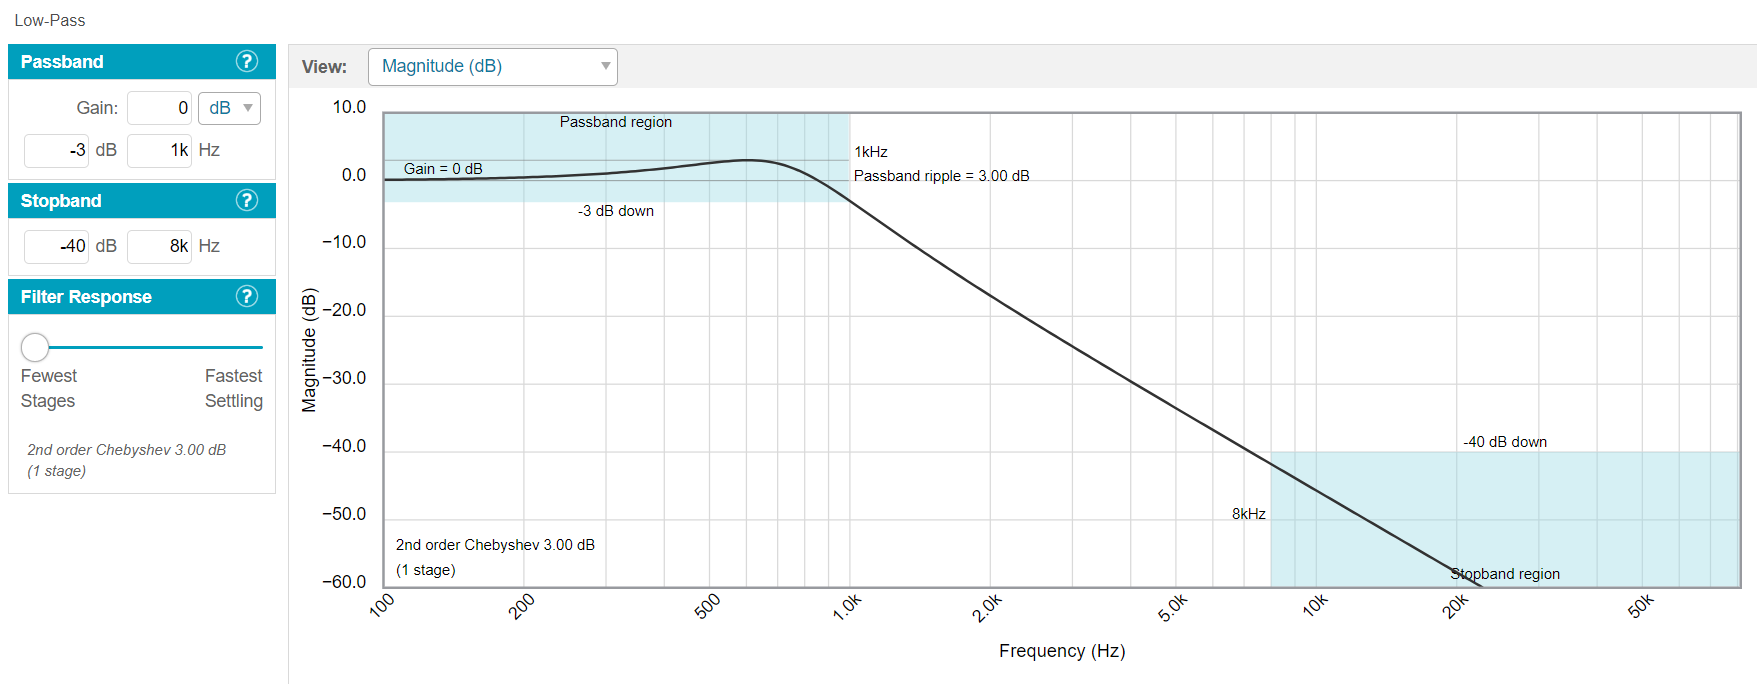 Low-Pass
Passband ?
Gain: 0 dB
-3 dB 1k Hz
Stopband ?
-40 dB 8k Hz
Filter Response ?
Fewest Stages
Fastest Settling
2nd order Chebyshev 3.00 dB
(1 stage)
View: Magnitude (dB)
10.0
0.0
−10.0
−20.0
−30.0
−40.0
−50.0
−60.0
Magnitude (dB)
Passband region
Gain = 0 dB
1kHz
Passband ripple = 3.00 dB
-3 dB down
-40 dB down
8kHz
2nd order Chebyshev 3.00 dB
(1 stage)
Stopband region
100 200 500 1.0k 2.0k 5.0k 10k 20k 50k
Frequency (Hz)